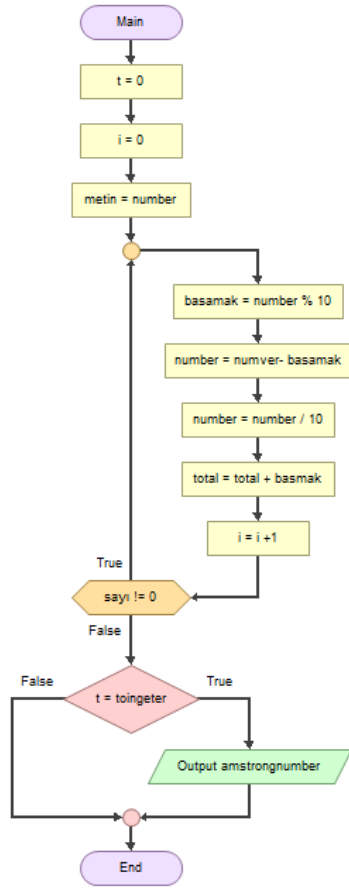 Main
t = 0
i = 0
metin = number
basamak = number % 10
number = numver- basamak
number = number / 10
total = total + basmak
i = i +1
True
sayı != 0
False
False
True
t = toingeter
Output amstrongnumber
End